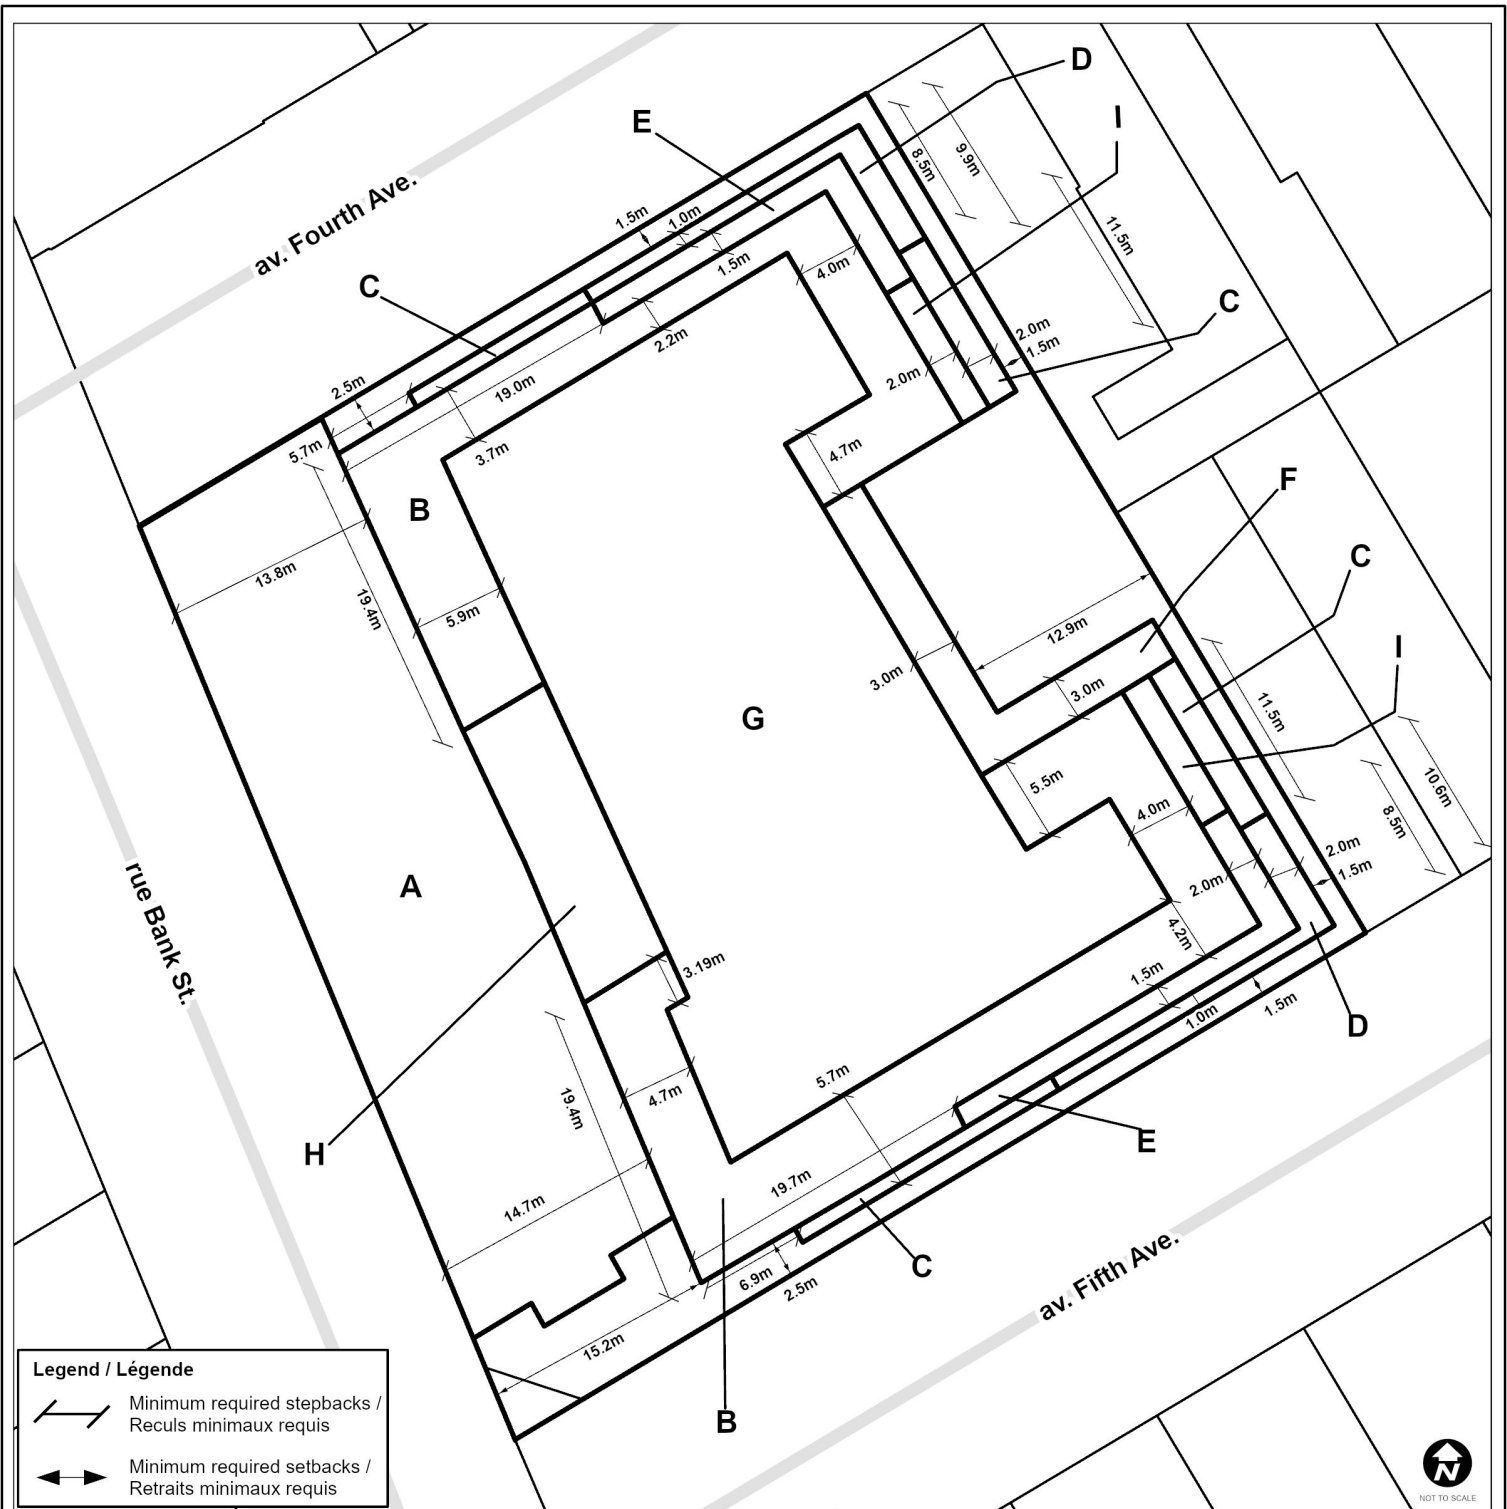 D
E
I
8.5m
9.9m
av. Fourth Ave.
1.5m
1.0m
11.5m
1.5m
4.0m
C
C
2.0m
1.5m
2.2m
2.0m
2.5m
19.0m
5.7m
3.7m
4.7m
F
B
C
13.8m
19.4m
5.9m
12.9m
I
3.0m
3.0m
G
11.5m
5.5m
10.6m
4.0m
8.5m
2.0m
1.5m
A
rue Bank St.
2.0m
4.2m
3.19m
1.5m
1.0m
1.5m
D
5.7m
4.7m
19.4m
E
H
19.7m
14.7m
C
6.9m
2.5m
av. Fifth Ave.
15.2m
B
Legend / Légende
Minimum required stepbacks /
Reculs minimaux requis
Minimum required setbacks /
Retraits minimaux requis
N
NOT TO SCALE